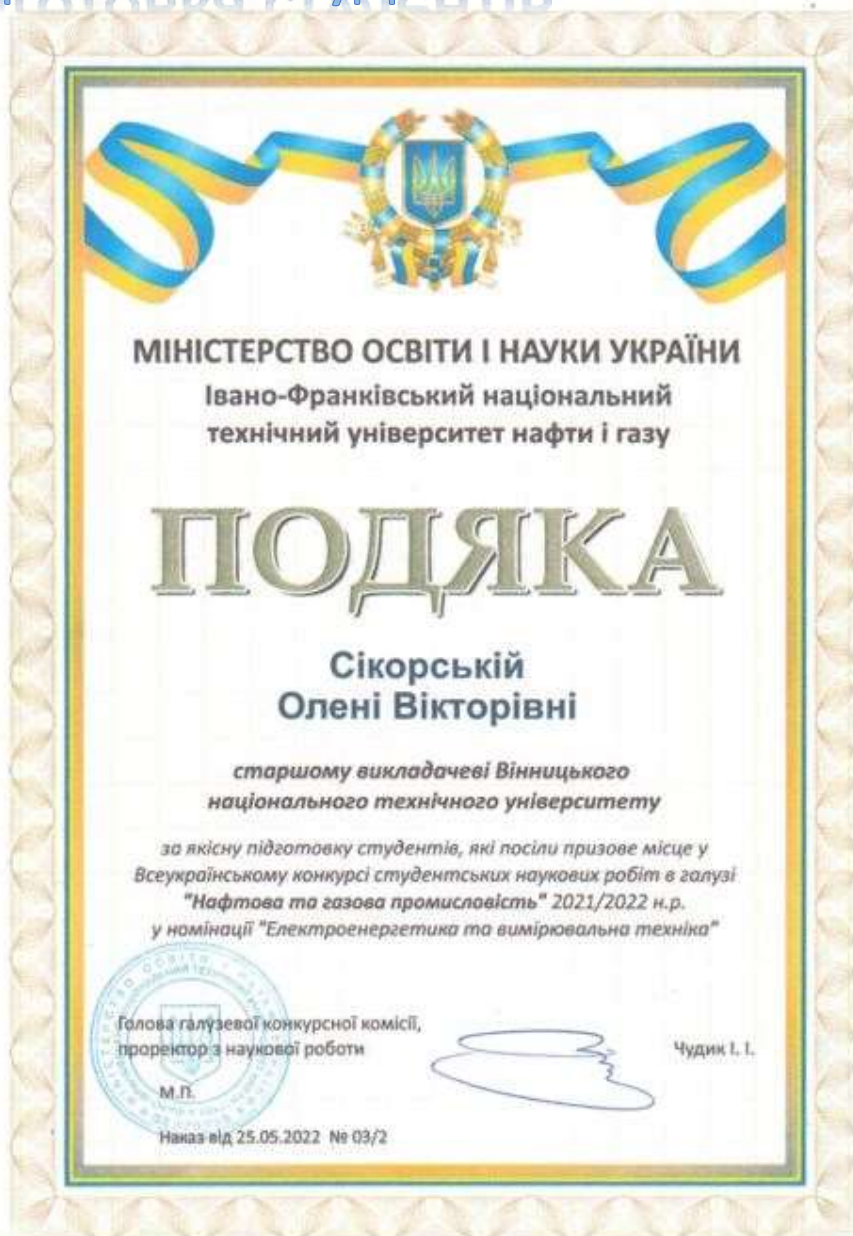 МІНІСТЕРСТВО ОСВІТИ І НАУКИ УКРАЇНИ
Івано-Франківський національний
технічний університет нафти і газу
ПОДЯКА
Сікорській
Олені Вікторівні
старшому викладачеві Вінницького
національного технічного університету
за якісну підготовку студентів, які посіли призове місце у
Всеукраїнському конкурсі студентських наукових робіт в галузі
"Нафтова та газова промисловість" 2021/2022 н.р.
у номінації "Електроенергетика та вимірювальна техніка"
Голова галузевої конкурсної комісії,
проректор з наукової роботи
Чудик І. І.
М.П.
Наказ від 25.05.2022 № 03/2